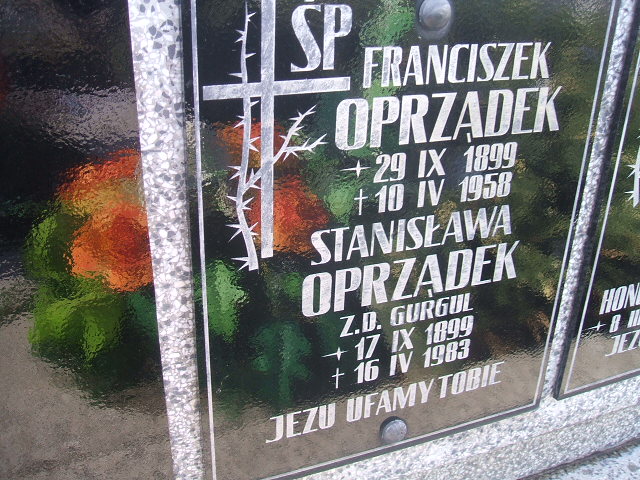 ŚP
FRANCISZEK
OPRZĄDEK
29 IX 1899
† 10 IV 1958
STANISŁAWA
OPRZĄDEK
Z.D. GURGUL
17 IX 1899
† 16 IV 1983
JEZU UFAMY TOBIE